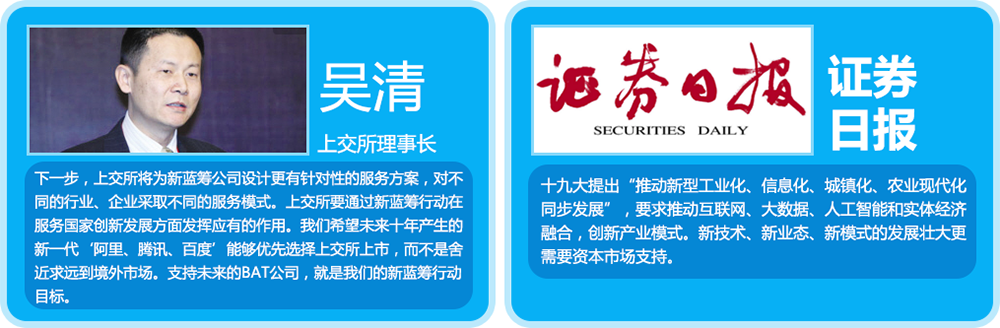 吴清
上交所理事长
下一步，上交所将为新蓝筹公司设计更有针对性的服务方案，对不
同的行业、企业采取不同的服务模式。上交所要通过新蓝筹行动在
服务国家创新发展方面发挥应有的作用。我们希望未来十年产生的
新一代‘阿里、腾讯、百度’能够优先选择上交所上市，而不是舍
近求远到境外市场。支持未来的BAT公司，就是我们的新蓝筹行动
目标。
证券日报
SECURITIES DAILY
证券
日报
十九大提出“推动新型工业化、信息化、城镇化、农业现代化
同步发展”，要求推动互联网、大数据、人工智能和实体经济
融合，创新产业模式。新技术、新业态、新模式的发展壮大更
需要资本市场支持。